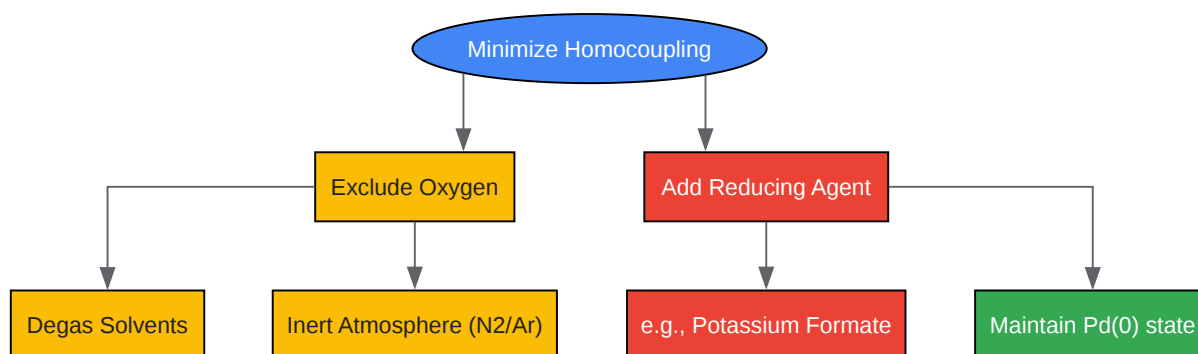 Minimize Homocoupling
Exclude Oxygen
Add Reducing Agent
Degas Solvents
Inert Atmosphere (N2/Ar)
e.g., Potassium Formate
Maintain Pd(0) state